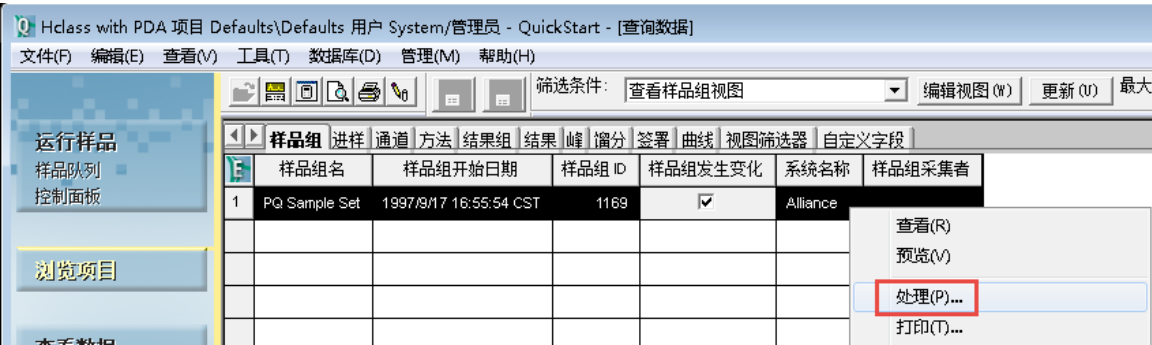 Hclass with PDA 项目 Defaults\Defaults 用户 System/管理员 - QuickStart - [查询数据]
文件(F) 编辑(E) 查看(V) 工具(T) 数据库(D) 管理(M) 帮助(H)
筛选条件: 查看样品组视图 编辑视图(W) 更新(U) 最大
运行样品
样品队列
控制面板
浏览项目
查看数据
样品组 进样 通道 方法 结果组 结果 峰 馏分 签署 曲线 视图筛选器 自定义字段
样品组名 样品组开始日期 样品组 ID 样品组发生变化 系统名称 样品组采集者
1 PQ Sample Set 1997/9/17 16:55:54 CST 1169 Alliance
查看(R)
预览(V)
处理(P)...
打印(T)...